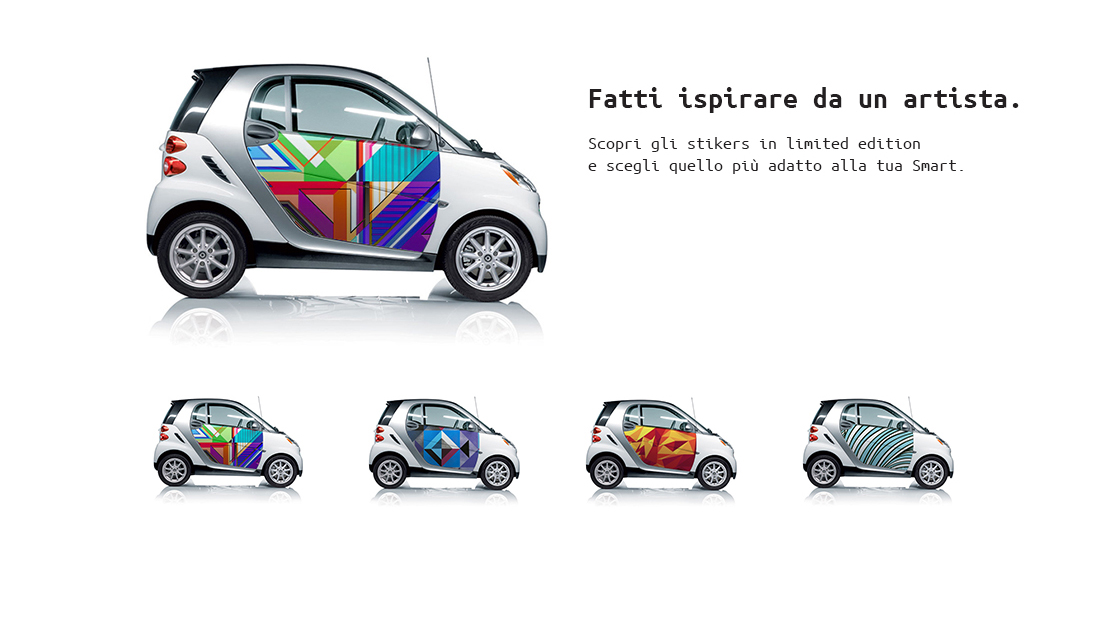 Fatti ispirare da un artista.
Scopri gli stikers in limited edition
e scegli quello più adatto alla tua Smart.